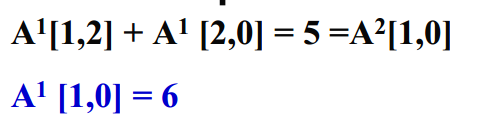 A¹[1,2] + A¹ [2,0] = 5 =A²[1,0]
A¹ [1,0] = 6